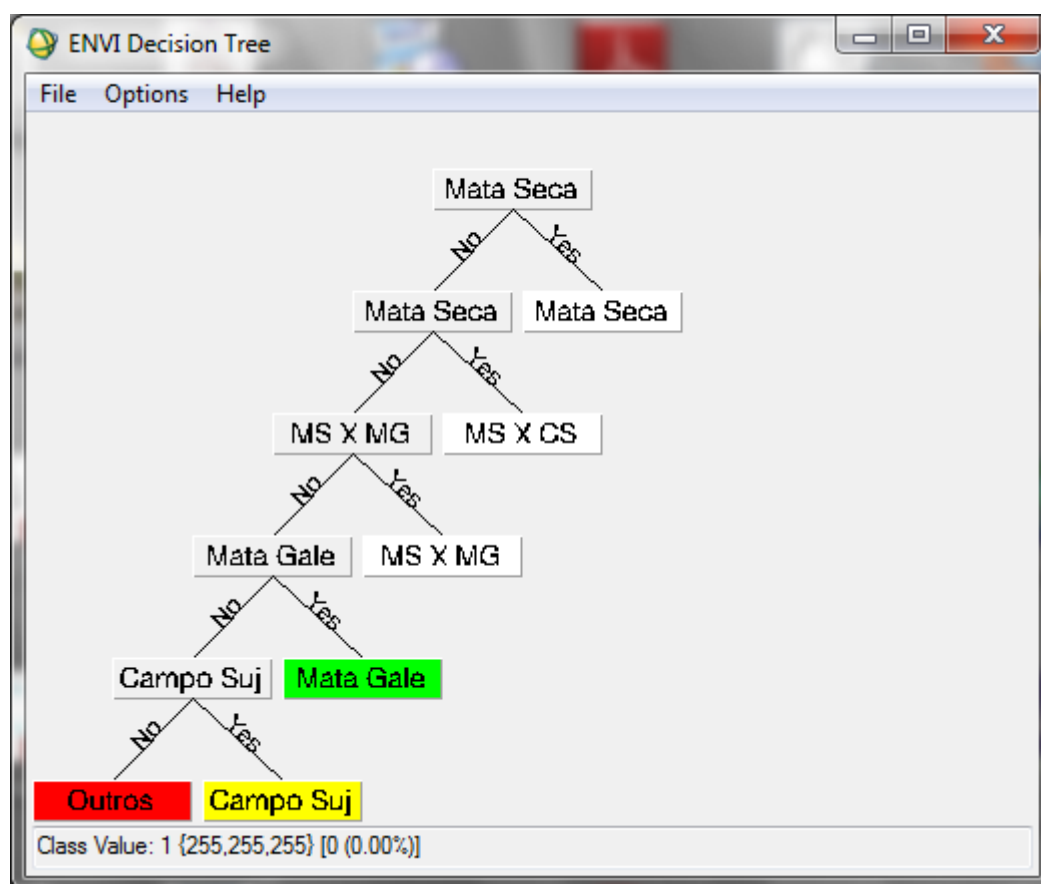 ENVI Decision Tree
File Options Help
Mata Seca
No Yes
Mata Seca Mata Seca
No Yes
MS X MG MS X CS
No Yes
Mata Gale MS X MG
No Yes
Campo Suj Mata Gale
No Yes
Outros Campo Suj
Class Value: 1 {255,255,255} [0 (0.00%)]